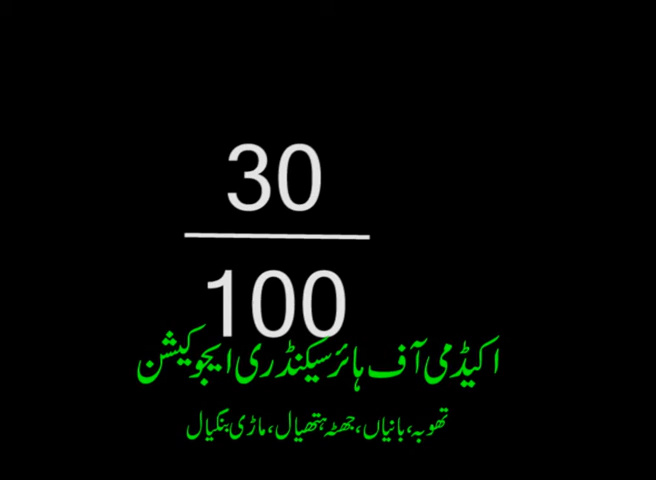 30
100
اکیڈمی آف ہائر سیکنڈری ایجوکیشن
تھوبہ، بانیاں، جھٹہ ہتھیال، ماڑی بنگیال